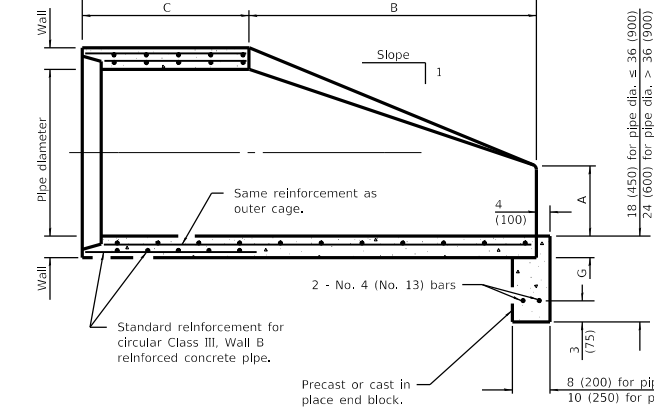 C
B
Wall
Slope
1
18 (450) for pipe dia. ≤ 36 (900)
24 (600) for pipe dia. > 36 (900)
Pipe diameter
Same reinforcement as
outer cage.
4
(100)
A
Wall
2 - No. 4 (No. 13) bars
G
Standard reinforcement for
circular Class III, Wall B
reinforced concrete pipe.
3
(75)
Precast or cast in
place end block.
8 (200) for pip
10 (250) for p